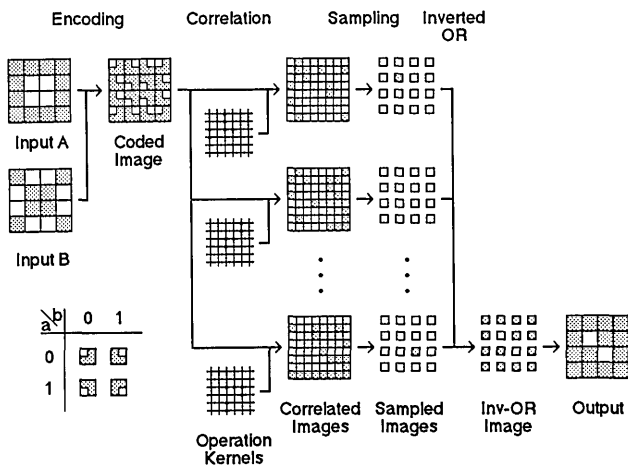 Encoding Correlation Sampling Inverted
OR
Input A Coded
Image
Input B
a b 0 1
0
1
Operation
Kernels
Correlated
Images
Sampled
Images
Inv-OR
Image
Output